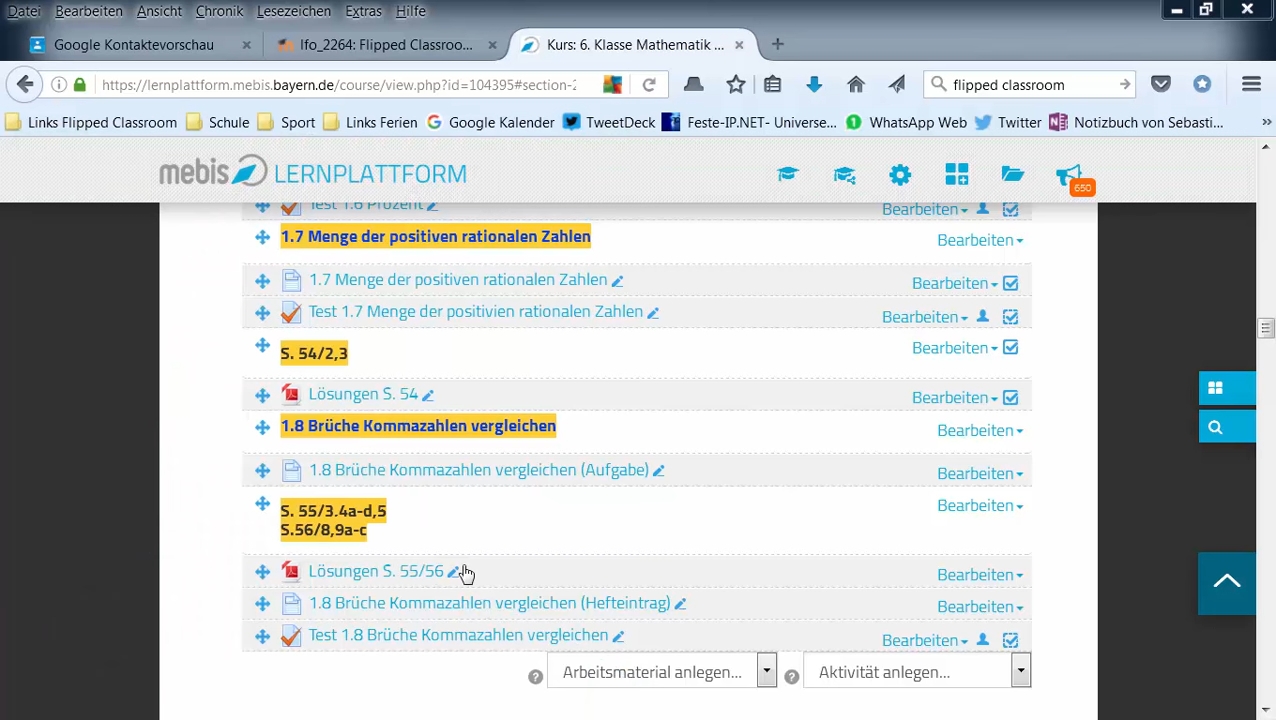 Datei Bearbeiten Ansicht Chronik Lesezeichen Extras Hilfe
Google Kontaktevorschau × Ifo_2264: Flipped Classroo... × Kurs: 6. Klasse Mathematik ... × +
https://lernplattform.mebis.bayern.de/course/view.php?id=104395#section-2 flipped classroom
Links Flipped Classroom Schule Sport Links Ferien Google Kalender TweetDeck Feste-IP.NET- Universe... WhatsApp Web Twitter Notizbuch von Sebasti... »
mebis LERNPLATTFORM 650
Test 1.6 Prozent Bearbeiten
1.7 Menge der positiven rationalen Zahlen Bearbeiten
1.7 Menge der positiven rationalen Zahlen Bearbeiten
Test 1.7 Menge der positivien rationalen Zahlen Bearbeiten
S. 54/2,3 Bearbeiten
Lösungen S. 54 Bearbeiten
1.8 Brüche Kommazahlen vergleichen Bearbeiten
1.8 Brüche Kommazahlen vergleichen (Aufgabe) Bearbeiten
S. 55/3.4a-d,5 Bearbeiten
S.56/8,9a-c
Lösungen S. 55/56 Bearbeiten
1.8 Brüche Kommazahlen vergleichen (Hefteintrag) Bearbeiten
Test 1.8 Brüche Kommazahlen vergleichen Bearbeiten
? Arbeitsmaterial anlegen... ? Aktivität anlegen...